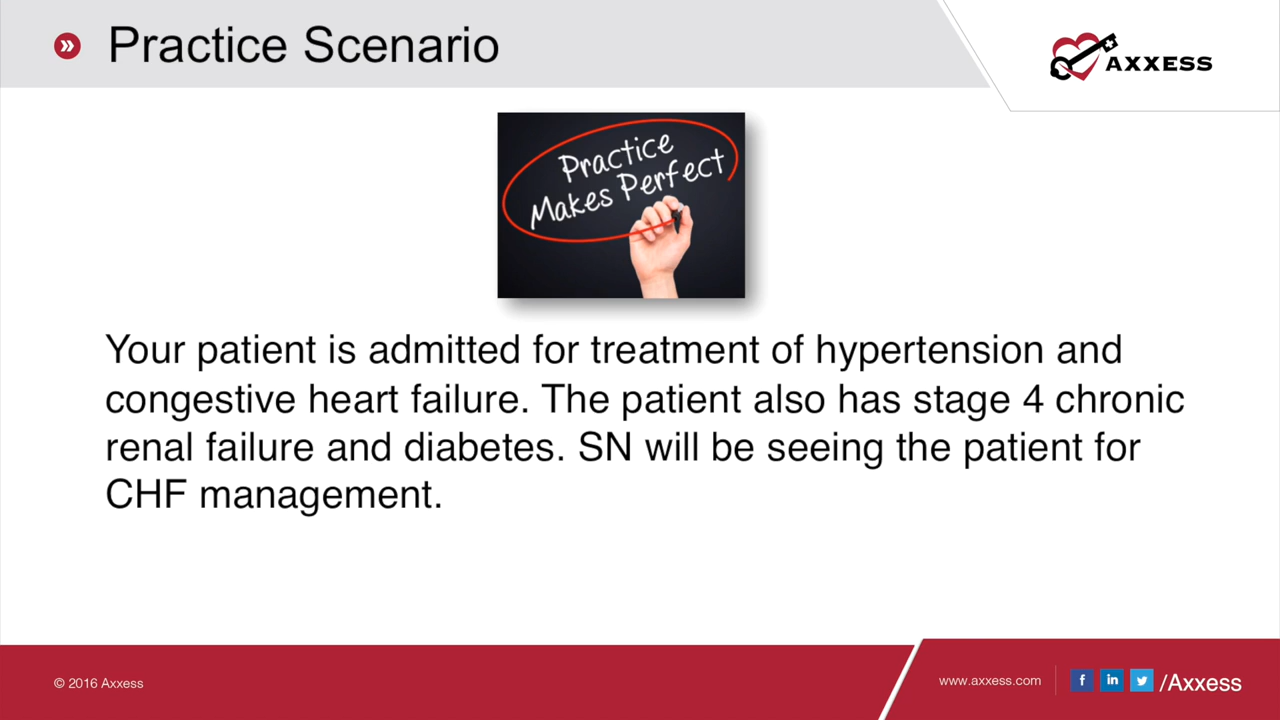 Practice Scenario
AXXESS
Practice
Makes Perfect
Your patient is admitted for treatment of hypertension and
congestive heart failure. The patient also has stage 4 chronic
renal failure and diabetes. SN will be seeing the patient for
CHF management.
© 2016 Axxess
www.axxess.com
/Axxess